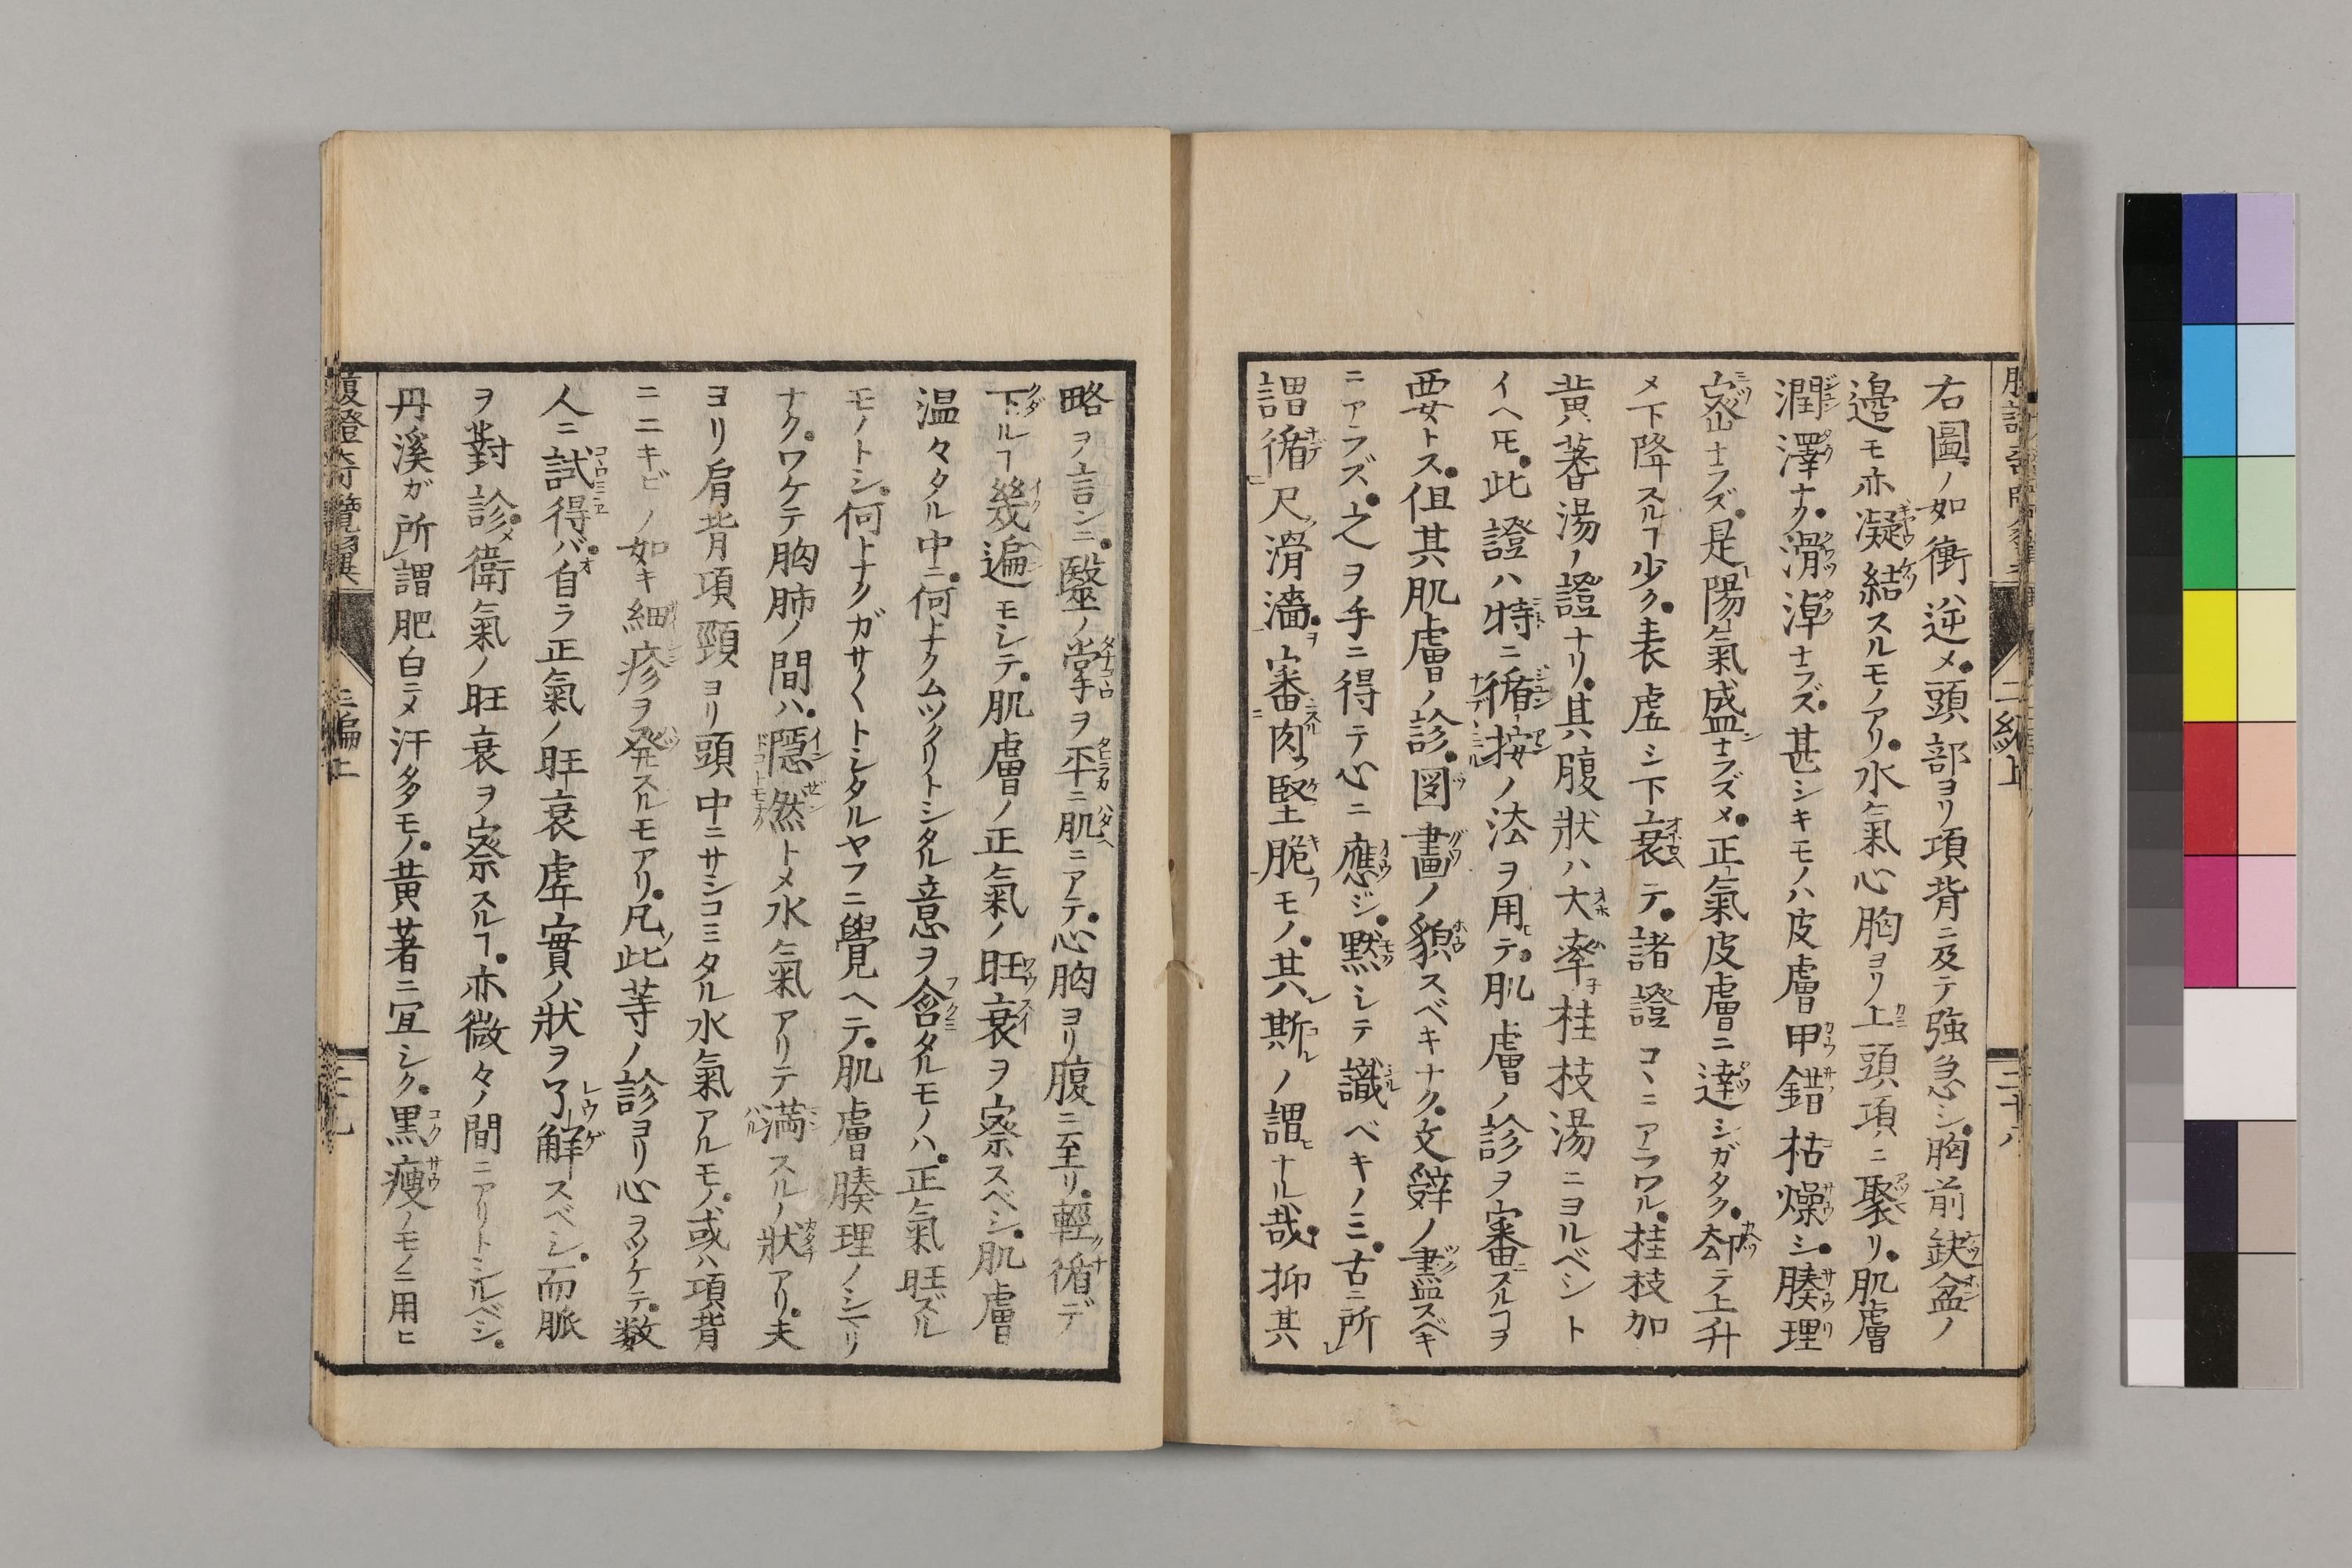 右圖ノ如衝逆メ頭部ヨリ項背ニ及テ強急シ胸前缺盆ノ
邉モ亦凝結スルモノアリ水氣心胸ヨリ上頭項ニ聚リ肌膚
潤澤ナク滑淖ナラズ甚シキモノハ皮膚甲錯枯燥シ腠理
密ナラズ是陽氣盛ナラズメ正氣皮膚ニ達シガタク却テ上升
メ下降スルヿ少ク表虚シ下衰テ諸證コヽニアラワル桂枝加
黄蓍湯ノ證ナリ其腹狀ハ大率桂枝湯ニヨルベシト
イヘ𪜈此證ハ特ニ循按ノ法ヲ用テ肌膚ノ診ヲ審スルヿヲ
要トス但其肌膚ノ診図畫ノ貌スベキナク文辤ノ盡スベキ
ニアラズ之ヲ手ニ得テ心ニ應ジ黙シテ識ベキノミ古ニ所
謂循尺滑濇ヲ審肉堅脆モノ其斯ノ謂ナル哉抑其
略ヲ言ンニ毉ノ掌ヲ平ニ肌ニアテ心胸ヨリ腹ニ至リ輕循デ
下ルヿ幾遍モシテ肌膚ノ正氣ノ旺衰ヲ察スベシ肌膚
温々タル中ニ何トナクムツクリトシタル意ヲ含タルモノハ正氣旺ズル
モノトシ何トナクガサ〱トシタルヤフニ覺ヘテ肌膚腠理ノシマリ
ナクワケテ胸肺ノ間ハ隱然トメ水氣アリテ満スルノ狀アリ夫
ヨリ肩背項頸ヨリ頭中ニサシコミタル水氣アルモノ或ハ項背
ニニキビノ如キ細疹ヲ発スルモアリ凡此等ノ診ヨリ心ヲツケテ数
人ニ試得バ自ラ正氣ノ旺衰虚實ノ狀ヲ了解スベシ而脈
ヲ對診メ衛氣ノ旺衰ヲ察スルヿ亦微々ノ間ニアリトシルベシ
丹溪ガ所謂肥白ニメ汗多モノ黄蓍ニ宜シク黒瘦ノモノニ用ヒ